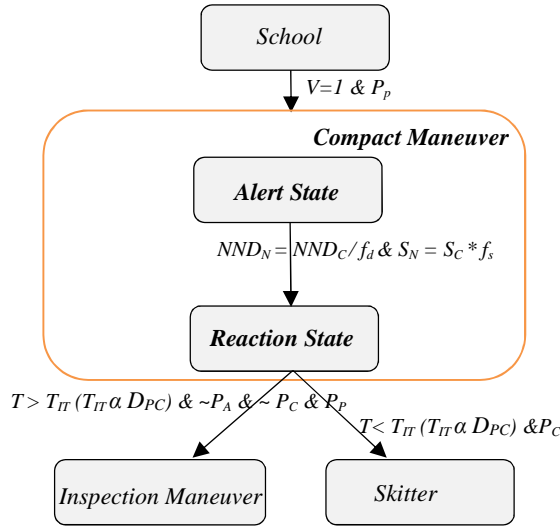 School
V=1 & Pp
Compact Maneuver
Alert State
NND_N = NND_C / f_d & S_N = S_C * f_s
Reaction State
T > T_IT (T_IT α D_PC) & ~P_A & ~ P_C & P_P
T< T_IT (T_IT α D_PC) &P_C
Inspection Maneuver
Skitter